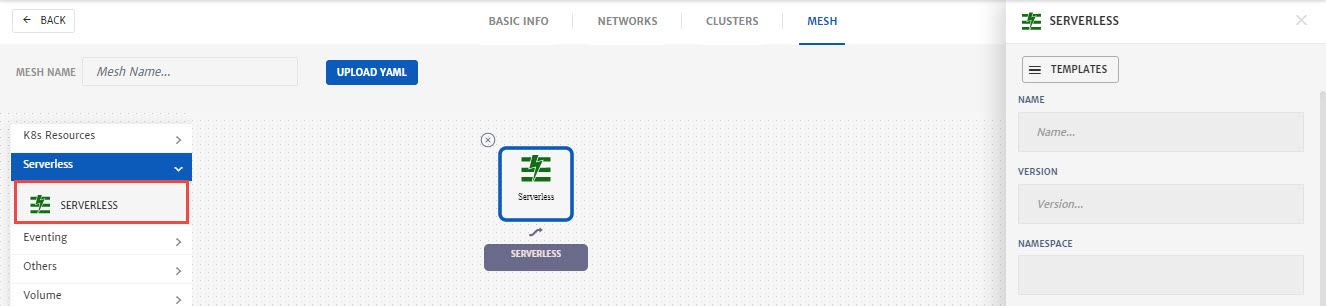 BACK
BASIC INFO
NETWORKS
CLUSTERS
MESH
MESH NAME
Mesh Name...
UPLOAD YAML
K8s Resources
Serverless
SERVERLESS
Eventing
Others
Volume
Serverless
SERVERLESS
SERVERLESS
TEMPLATES
NAME
Name...
VERSION
Version...
NAMESPACE